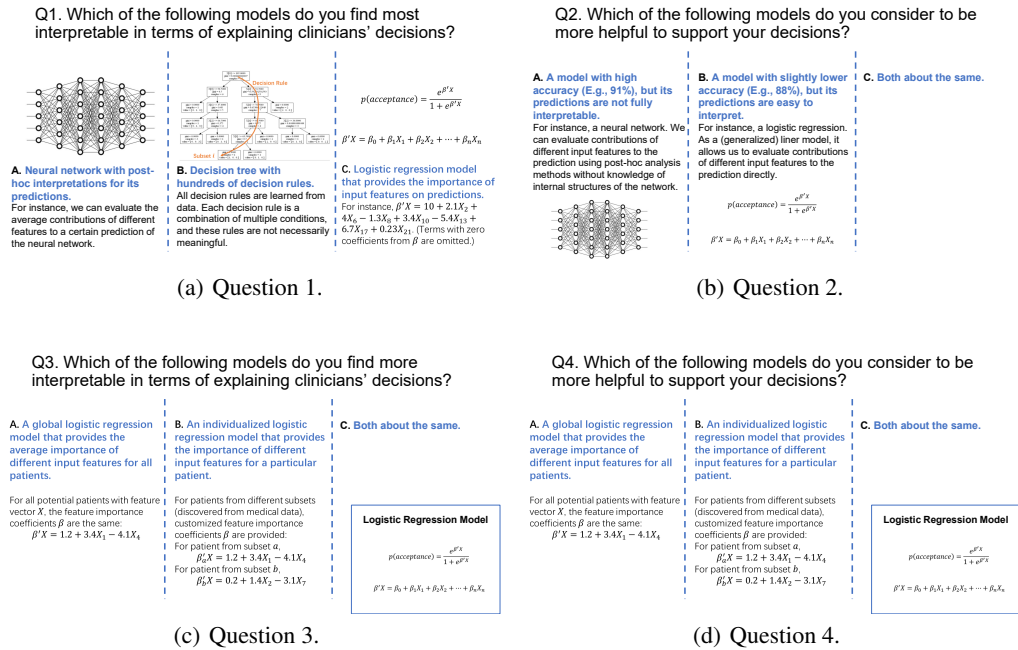 Q1. Which of the following models do you find most
interpretable in terms of explaining clinicians' decisions?
Decision Rule
Subset I
A. Neural network with post-
hoc interpretations for its
predictions.
For instance, we can evaluate the
average contributions of different
features to a certain prediction of
the neural network.
B. Decision tree with
hundreds of decision rules.
All decision rules are learned from
data. Each decision rule is a
combination of multiple conditions,
and these rules are not necessarily
meaningful.
p(acceptance) = e^{β′X} / (1 + e^{β′X})
β′X = β₀ + β₁X₁ + β₂X₂ + ⋯ + βₙXₙ
C. Logistic regression model
that provides the importance of
input features on predictions.
For instance, β′X = 10 + 2.1X₂ +
4X₆ − 1.3X₈ + 3.4X₁₀ − 5.4X₁₃ +
6.7X₁₇ + 0.23X₂₁. (Terms with zero
coefficients from β are omitted.)
(a) Question 1.
Q2. Which of the following models do you consider to be
more helpful to support your decisions?
A. A model with high
accuracy (E.g., 91%), but its
predictions are not fully
interpretable.
For instance, a neural network. We
can evaluate contributions of
different input features to the
prediction using post-hoc analysis
methods without knowledge of
internal structures of the network.
B. A model with slightly lower
accuracy (E.g., 88%), but its
predictions are easy to
interpret.
For instance, a logistic regression.
As a (generalized) liner model, it
allows us to evaluate contributions
of different input features to the
prediction directly.
p(acceptance) = e^{β′X} / (1 + e^{β′X})
β′X = β₀ + β₁X₁ + β₂X₂ + ⋯ + βₙXₙ
C. Both about the same.
(b) Question 2.
Q3. Which of the following models do you find more
interpretable in terms of explaining clinicians' decisions?
A. A global logistic regression
model that provides the
average importance of
different input features for all
patients.
For all potential patients with feature
vector X, the feature importance
coefficients β are the same:
β′X = 1.2 + 3.4X₁ − 4.1X₄
B. An individualized logistic
regression model that provides
the importance of different
input features for a particular
patient.
For patients from different subsets
(discovered from medical data),
customized feature importance
coefficients β are provided:
For patient from subset a,
β′ₐX = 1.2 + 3.4X₁ − 4.1X₄
For patient from subset b,
β′_bX = 0.2 + 1.4X₂ − 3.1X₇
C. Both about the same.
Logistic Regression Model
p(acceptance) = e^{β′X} / (1 + e^{β′X})
β′X = β₀ + β₁X₁ + β₂X₂ + ⋯ + βₙXₙ
(c) Question 3.
Q4. Which of the following models do you consider to be
more helpful to support your decisions?
A. A global logistic regression
model that provides the
average importance of
different input features for all
patients.
For all potential patients with feature
vector X, the feature importance
coefficients β are the same:
β′X = 1.2 + 3.4X₁ − 4.1X₄
B. An individualized logistic
regression model that provides
the importance of different
input features for a particular
patient.
For patients from different subsets
(discovered from medical data),
customized feature importance
coefficients β are provided:
For patient from subset a,
β′ₐX = 1.2 + 3.4X₁ − 4.1X₄
For patient from subset b,
β′_bX = 0.2 + 1.4X₂ − 3.1X₇
C. Both about the same.
Logistic Regression Model
p(acceptance) = e^{β′X} / (1 + e^{β′X})
β′X = β₀ + β₁X₁ + β₂X₂ + ⋯ + βₙXₙ
(d) Question 4.